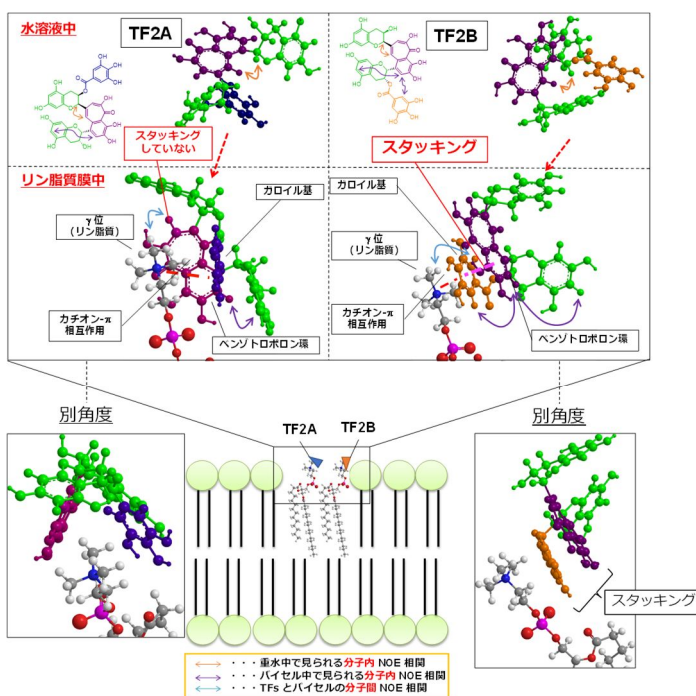 水溶液中
TF2A
TF2B
スタッキング
していない
スタッキング
リン脂質膜中
ガロイル基
ガロイル基
γ位
(リン脂質)
γ位
(リン脂質)
カチオン-π
相互作用
カチオン-π
相互作用
ベンゾトロポロン環
ベンゾトロポロン環
別角度
別角度
TF2A
TF2B
スタッキング
・・・重水中で見られる分子内 NOE 相関
・・・バイセル中で見られる分子内 NOE 相関
・・・TFs とバイセルの分子間 NOE 相関